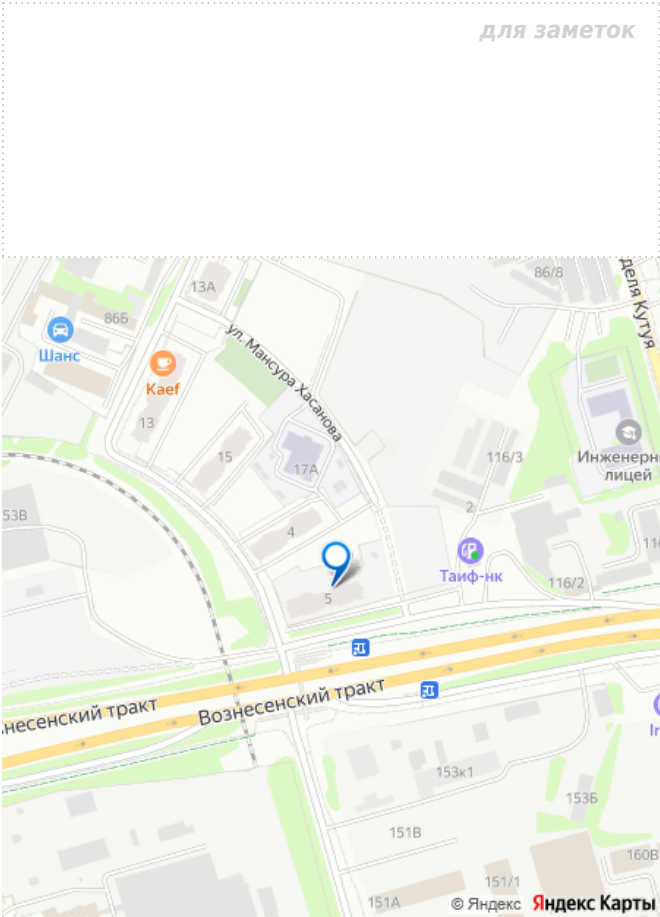 для заметок
13А
86/8
деля Кутуя
86Б
Шанс
ул. Мансура Хасанова
Kaef
13
Инженерны
лицей
15
17А
116/3
53В
2
4
116
Таиф-нк
116/2
5
Вознесенский тракт
несенский тракт
153к1
153Б
151В
160В
151/1
151А
© Яндекс Яндекс Карты